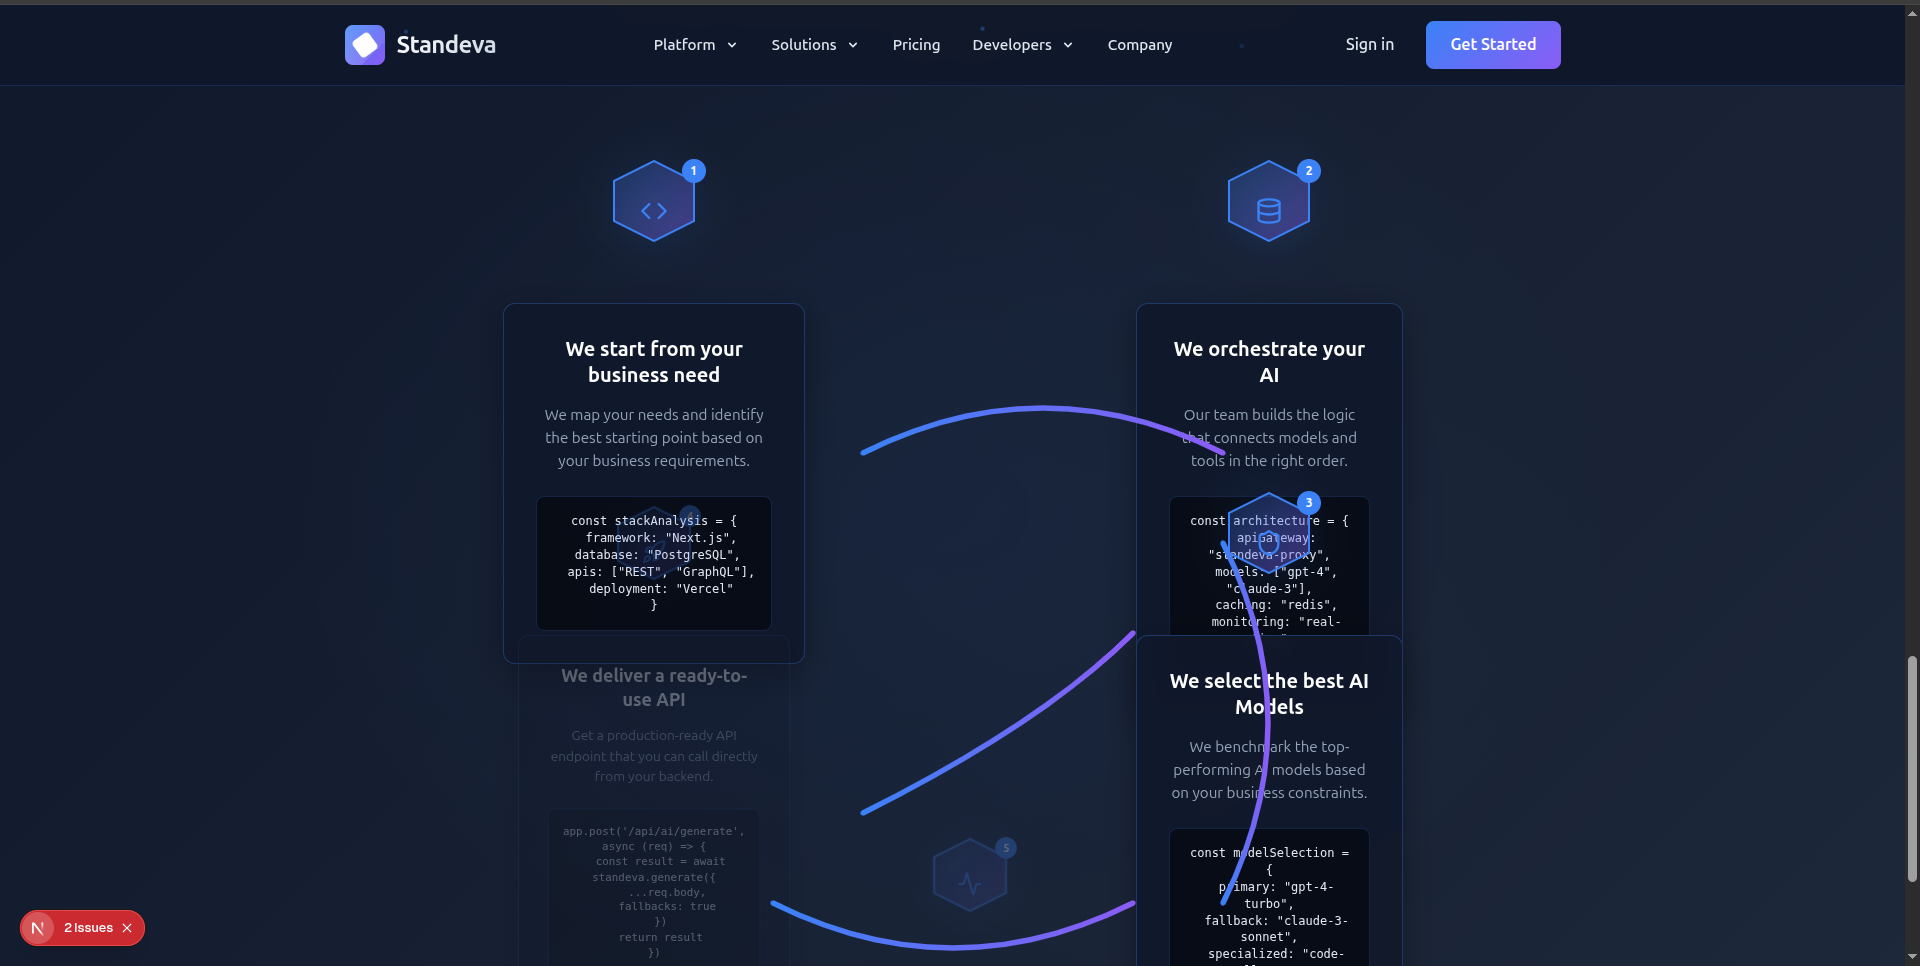 Standeva
Platform
Solutions
Pricing
Developers
Company
Sign in
Get Started
1
2
We start from your
business need
We map your needs and identify
the best starting point based on
your business requirements.
const stackAnalysis = {
framework: "Next.js",
database: "PostgreSQL",
apis: ["REST", "GraphQL"],
deployment: "Vercel"
}
We orchestrate your
AI
Our team builds the logic
that connects models and
tools in the right order.
3
const architecture = {
apiGateway:
"standeva-proxy",
models: ["gpt-4",
"claude-3"],
caching: "redis",
monitoring: "real-
4
We deliver a ready-to-
use API
Get a production-ready API
endpoint that you can call directly
from your backend.
app.post('/api/ai/generate',
async (req) => {
const result = await
standeva.generate({
...req.body,
fallbacks: true
})
return result
})
We select the best AI
Models
We benchmark the top-
performing AI models based
on your business constraints.
const modelSelection =
{
primary: "gpt-4-
turbo",
fallback: "claude-3-
sonnet",
specialized: "code-
5
N
2 Issues